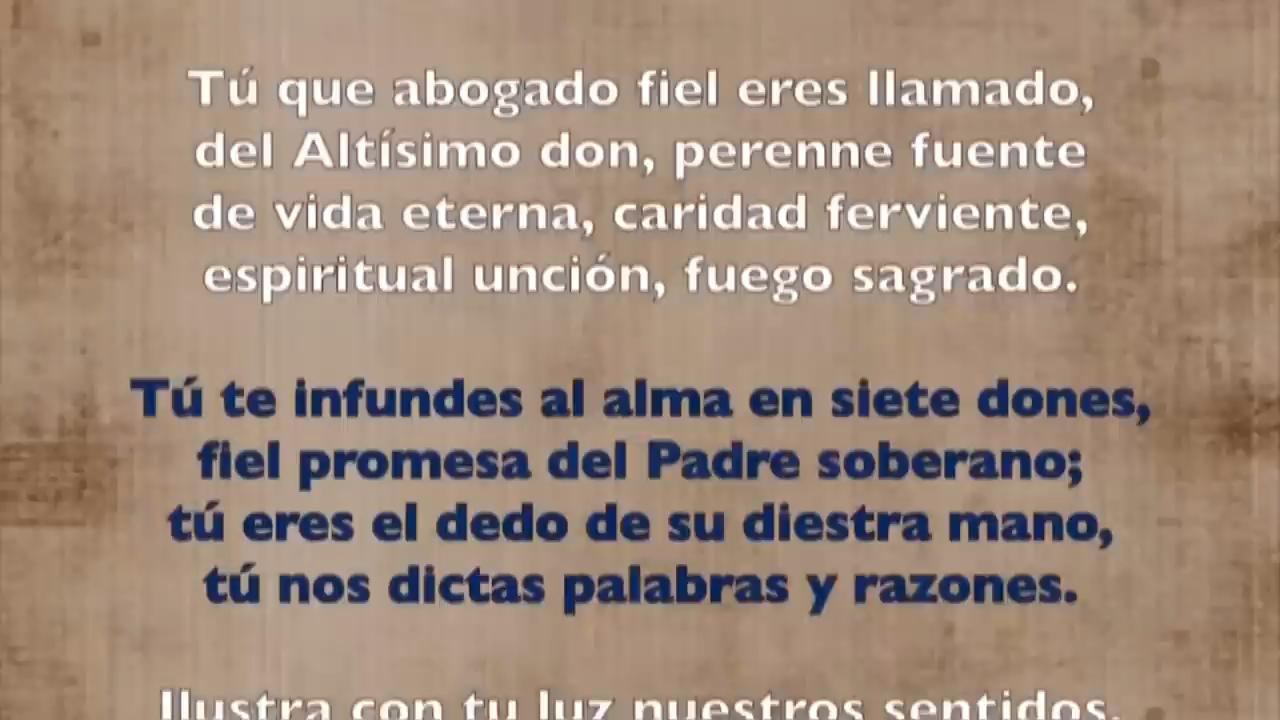 Tú que abogado fiel eres llamado,
del Altísimo don, perenne fuente
de vida eterna, caridad ferviente,
espiritual unción, fuego sagrado.
Tú te infundes al alma en siete dones,
fiel promesa del Padre soberano;
tú eres el dedo de su diestra mano,
tú nos dictas palabras y razones.
Ilustra con tu luz nuestros sentidos,